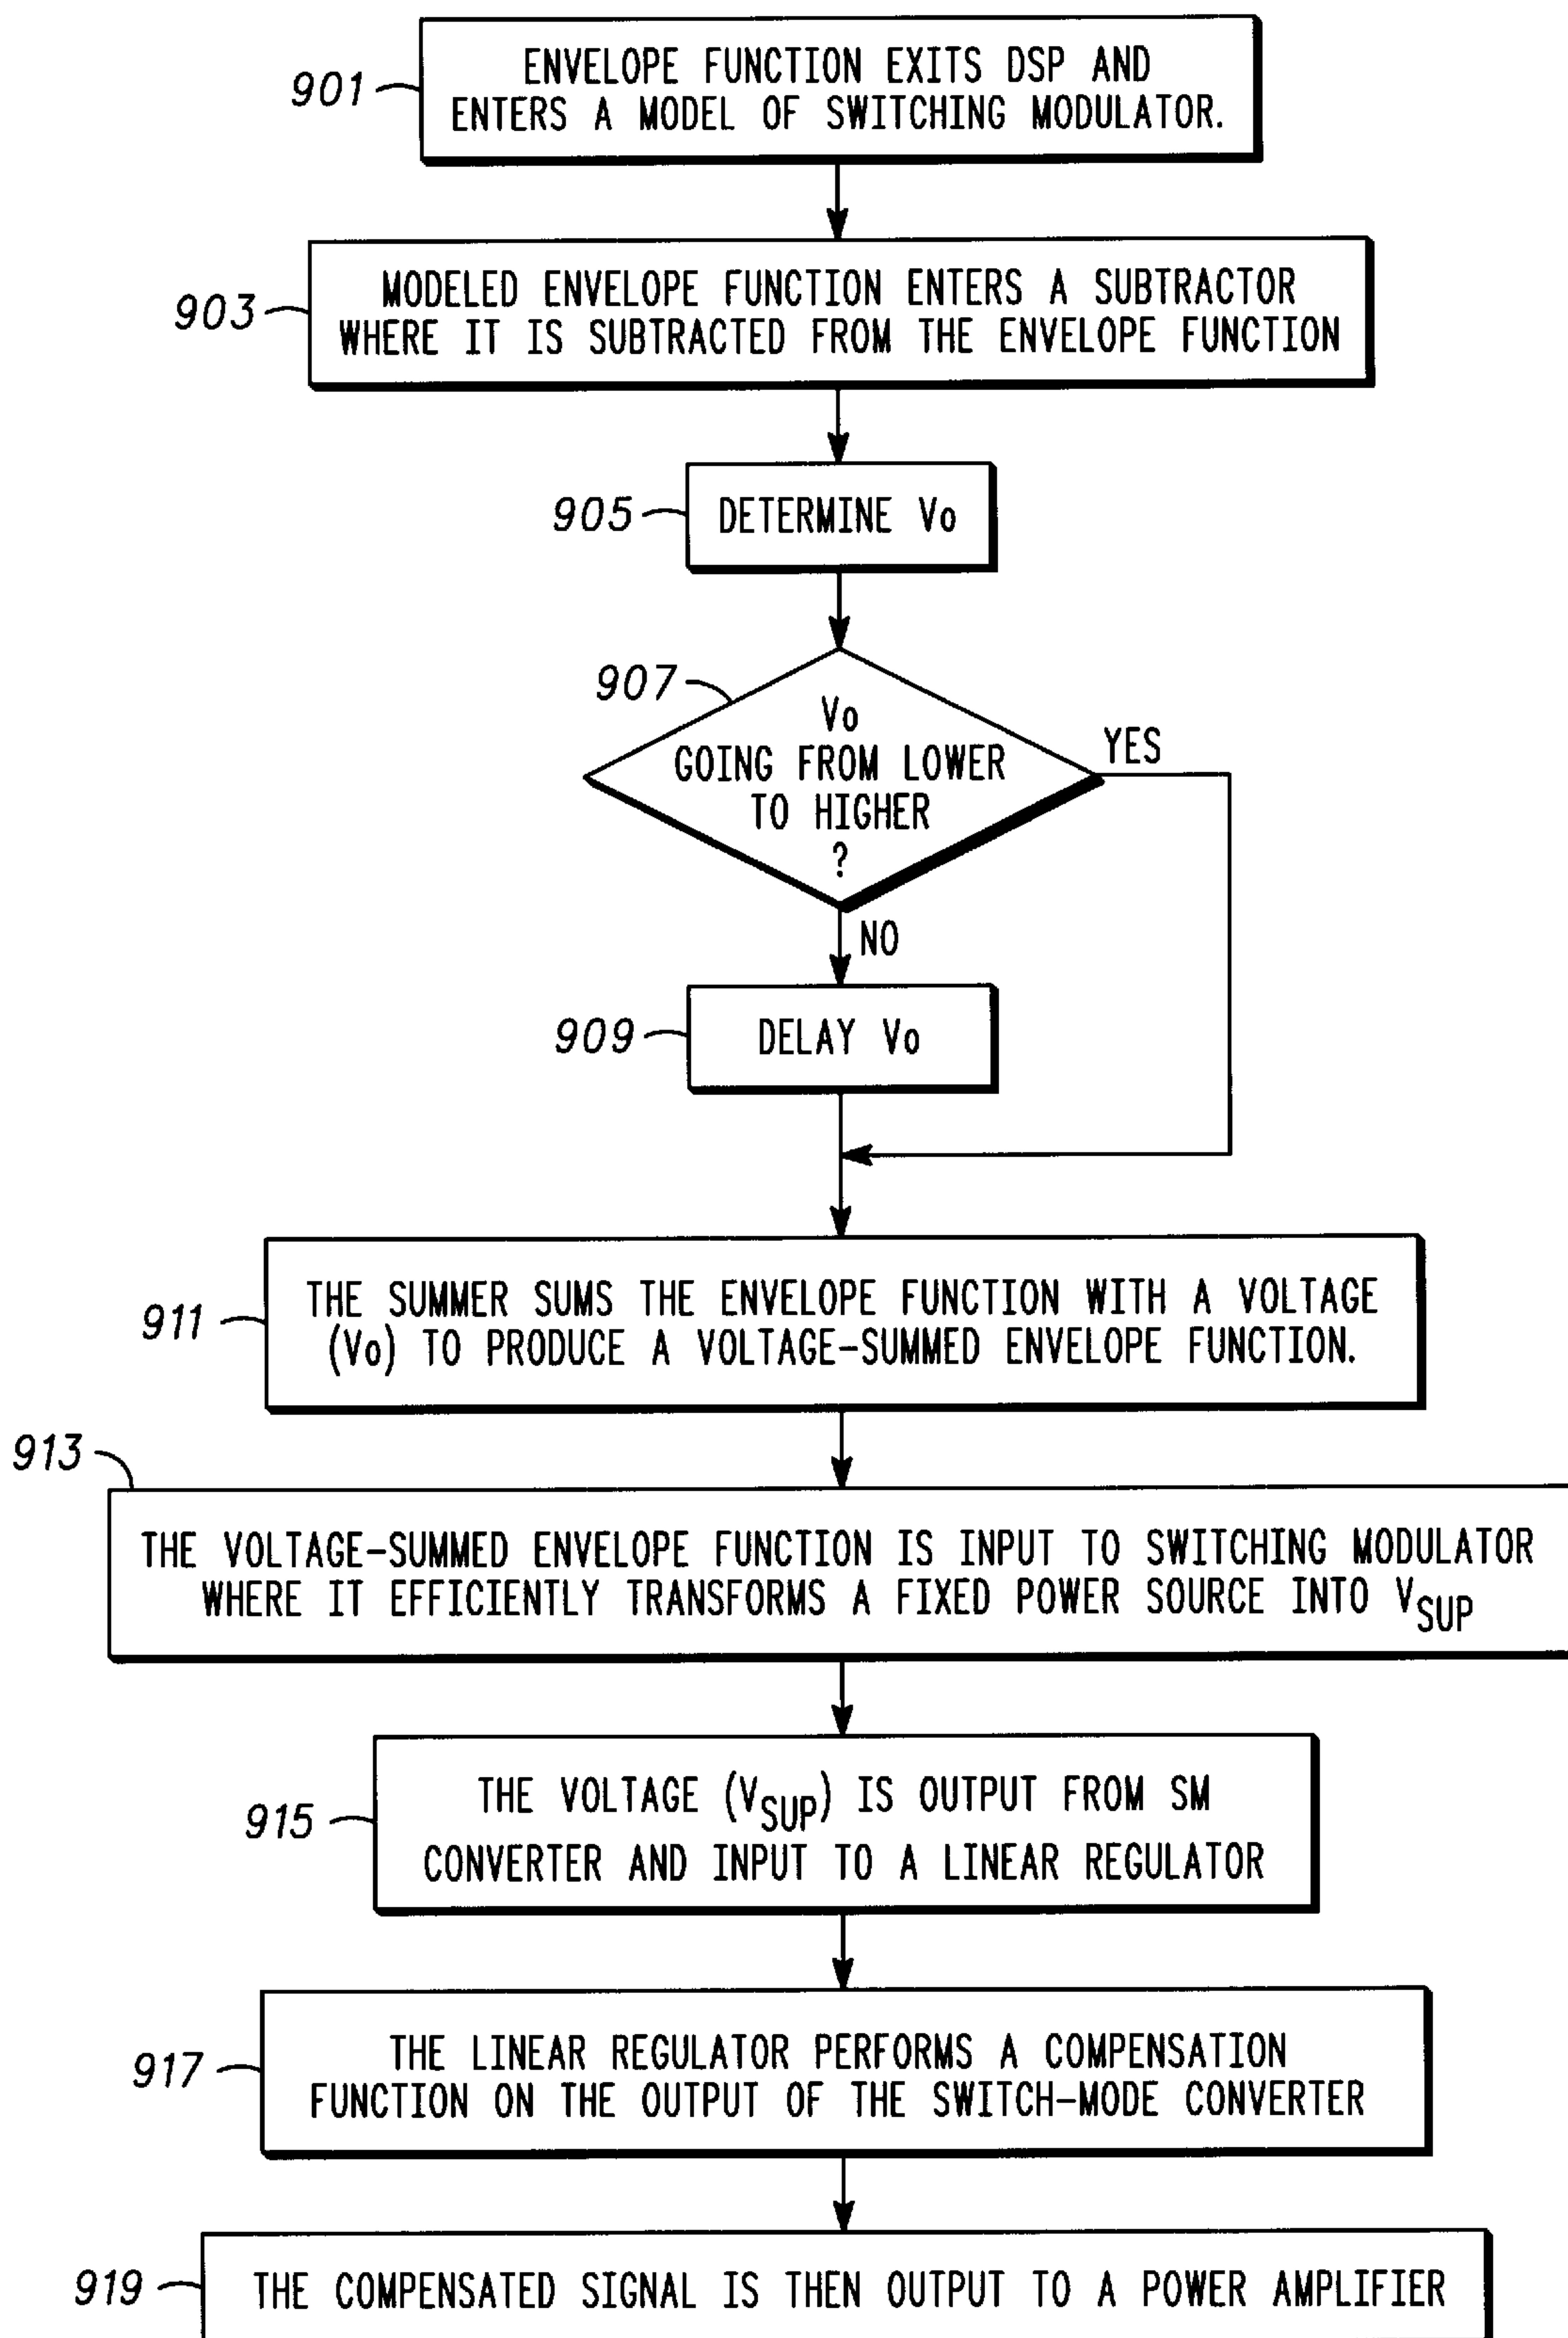 901
ENVELOPE FUNCTION EXITS DSP AND
ENTERS A MODEL OF SWITCHING MODULATOR.
903
MODELED ENVELOPE FUNCTION ENTERS A SUBTRACTOR
WHERE IT IS SUBTRACTED FROM THE ENVELOPE FUNCTION
905
DETERMINE Vo
907
Vo
GOING FROM LOWER
TO HIGHER
?
YES
NO
909
DELAY Vo
911
THE SUMMER SUMS THE ENVELOPE FUNCTION WITH A VOLTAGE
(Vo) TO PRODUCE A VOLTAGE-SUMMED ENVELOPE FUNCTION.
913
THE VOLTAGE-SUMMED ENVELOPE FUNCTION IS INPUT TO SWITCHING MODULATOR
WHERE IT EFFICIENTLY TRANSFORMS A FIXED POWER SOURCE INTO VSUP
915
THE VOLTAGE (VSUP) IS OUTPUT FROM SM
CONVERTER AND INPUT TO A LINEAR REGULATOR
917
THE LINEAR REGULATOR PERFORMS A COMPENSATION
FUNCTION ON THE OUTPUT OF THE SWITCH-MODE CONVERTER
919
THE COMPENSATED SIGNAL IS THEN OUTPUT TO A POWER AMPLIFIER